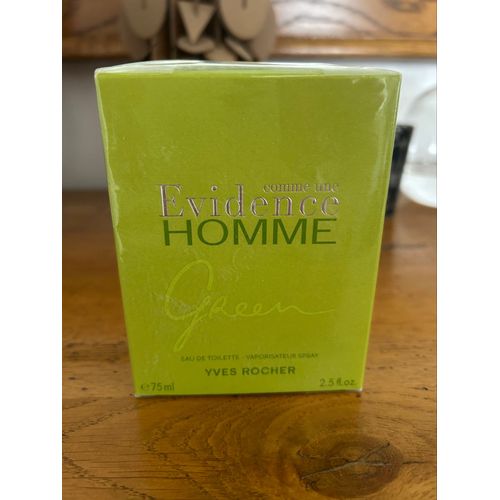 comme une
Evidence
HOMME
Green
EAU DE TOILETTE - VAPORISATEUR SPRAY
YVES ROCHER
℮75 ml 2.5 fl.oz.